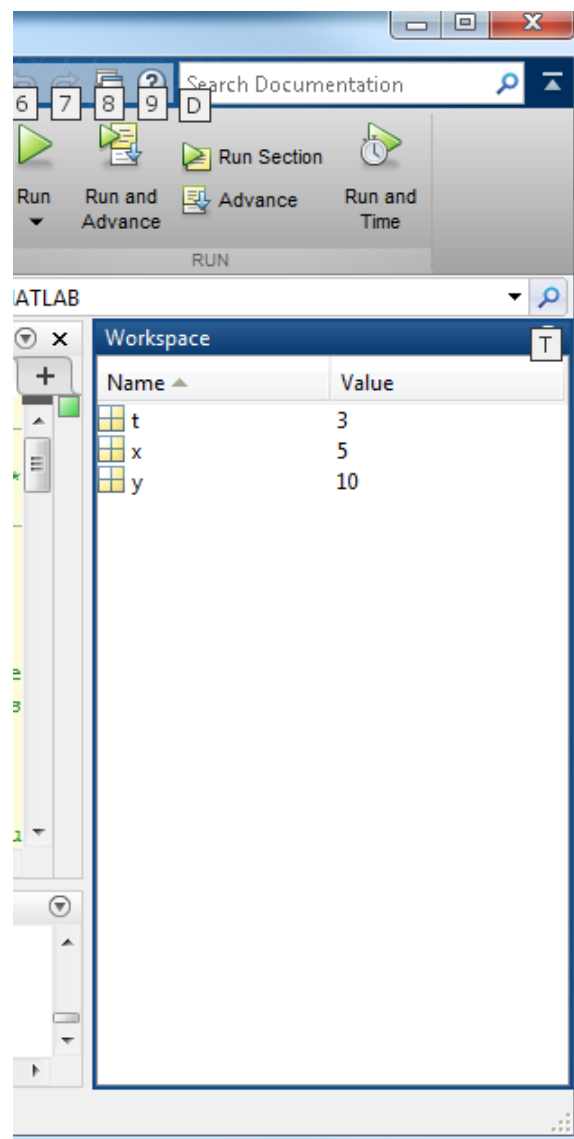 Search Documentation
6 7 8 9 D
Run Section
Run Run and Advance Run and
Advance Time
RUN
ATLAB
Workspace
T
Name Value
t 3
x 5
y 10